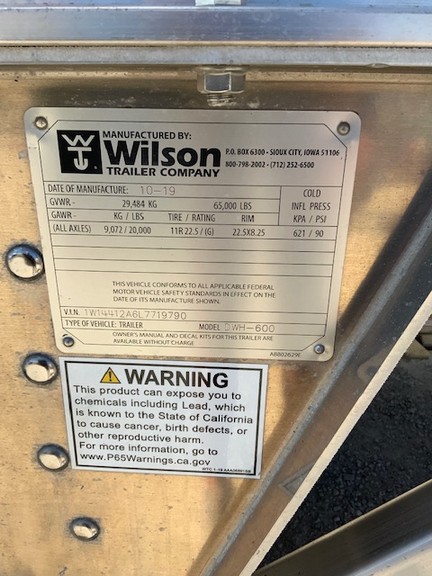 MANUFACTURED BY:
Wilson
TRAILER COMPANY
P.O. BOX 6300 • SIOUX CITY, IOWA 51106
800-798-2002 • (712) 252-6500
DATE OF MANUFACTURE: 10-19 COLD
GVWR - 29,484 KG 65,000 LBS INFL PRESS
GAWR - KG / LBS TIRE / RATING RIM KPA / PSI
(ALL AXLES) 9,072 / 20,000 11R 22.5 / (G) 22.5X8.25 621 / 90
THIS VEHICLE CONFORMS TO ALL APPLICABLE FEDERAL
MOTOR VEHICLE SAFETY STANDARDS IN EFFECT ON THE
DATE OF ITS MANUFACTURE SHOWN.
V.I.N. 1W14412A6L7719790
TYPE OF VEHICLE: TRAILER MODEL DWH-600
OWNER'S MANUAL AND DECAL KITS FOR THIS TRAILER ARE
AVAILABLE WITHOUT CHARGE
WARNING
This product can expose you to
chemicals including Lead, which
is known to the State of California
to cause cancer, birth defects, or
other reproductive harm.
For more information, go to
www.P65Warnings.ca.gov